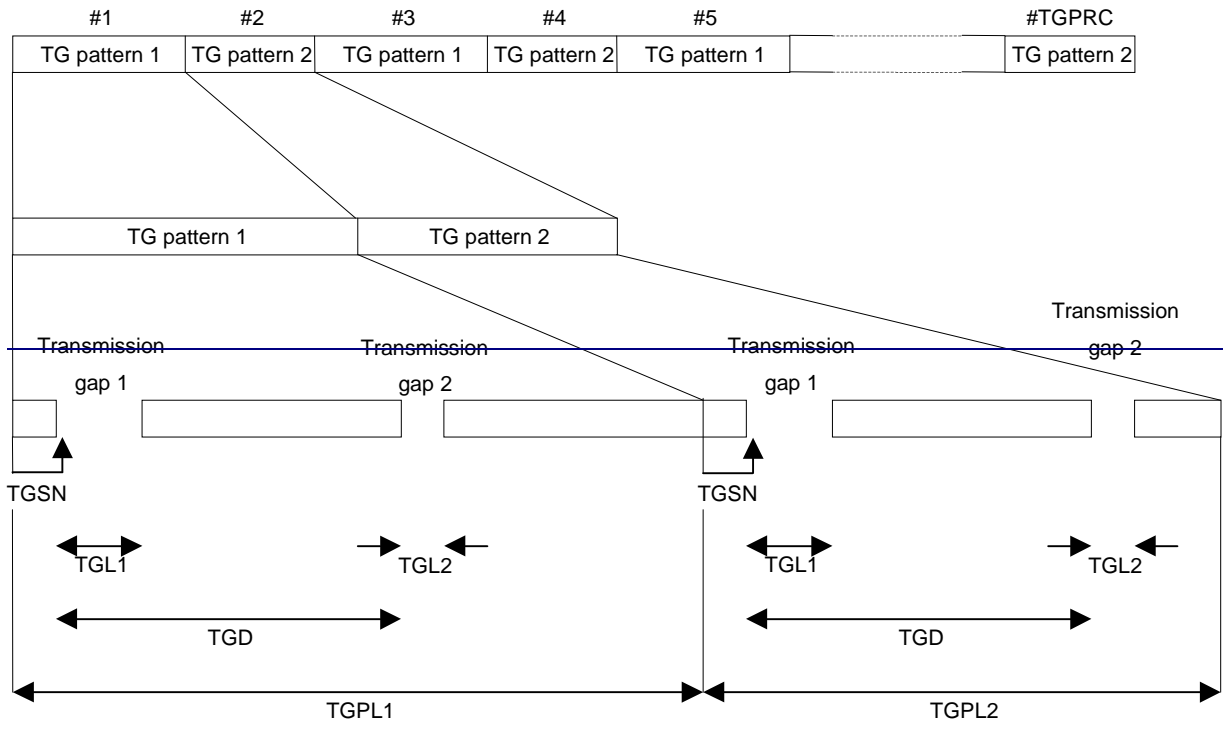 #1 #2 #3 #4 #5 #TGPRC
TG pattern 1 TG pattern 2 TG pattern 1 TG pattern 2 TG pattern 1 TG pattern 2
TG pattern 1 TG pattern 2
Transmission
gap 1
Transmission
gap 2
Transmission
gap 1
Transmission
gap 2
TGSN TGSN
TGL1 TGL2 TGL1 TGL2
TGD TGD
TGPL1 TGPL2